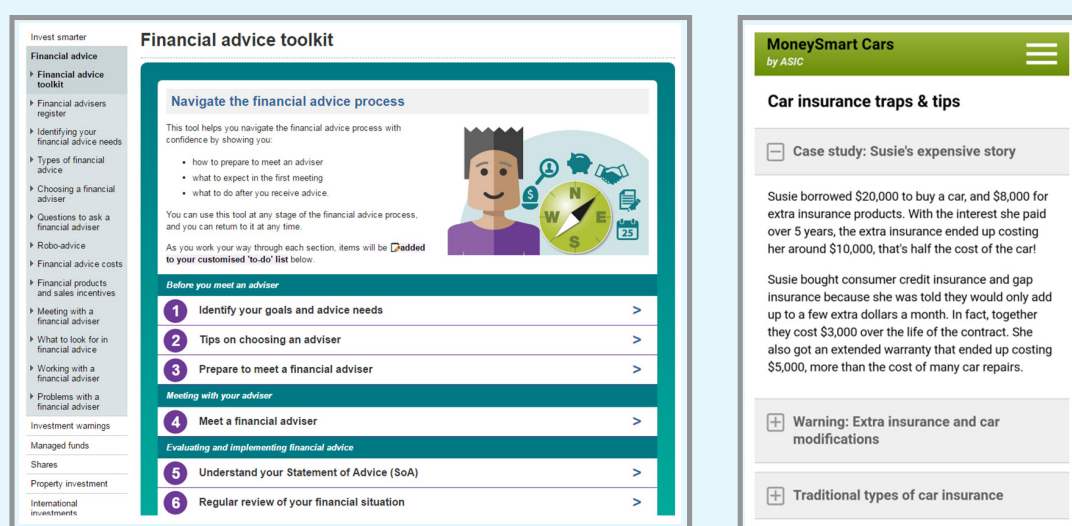 Invest smarter
Financial advice
Financial advice
toolkit
Financial advisers
register
Identifying your
financial advice needs
Types of financial
advice
Choosing a financial
adviser
Questions to ask a
financial adviser
Robo-advice
Financial advice costs
Financial products
and sales incentives
Meeting with a
financial adviser
What to look for in
financial advice
Working with a
financial adviser
Problems with a
financial adviser
Investment warnings
Managed funds
Shares
Property investment
International
investments
Financial advice toolkit
Navigate the financial advice process
This tool helps you navigate the financial advice process with
confidence by showing you:
• how to prepare to meet an adviser
• what to expect in the first meeting
• what to do after you receive advice.
You can use this tool at any stage of the financial advice process,
and you can return to it at any time.
As you work your way through each section, items will be added
to your customised 'to-do' list below.
$
N
W E
S
25
Before you meet an adviser
1 Identify your goals and advice needs >
2 Tips on choosing an adviser >
3 Prepare to meet a financial adviser >
Meeting with your adviser
4 Meet a financial adviser >
Evaluating and implementing financial advice
5 Understand your Statement of Advice (SoA) >
6 Regular review of your financial situation >
MoneySmart Cars
by ASIC
Car insurance traps & tips
Case study: Susie's expensive story
Susie borrowed $20,000 to buy a car, and $8,000 for
extra insurance products. With the interest she paid
over 5 years, the extra insurance ended up costing
her around $10,000, that's half the cost of the car!
Susie bought consumer credit insurance and gap
insurance because she was told they would only add
up to a few extra dollars a month. In fact, together
they cost $3,000 over the life of the contract. She
also got an extended warranty that ended up costing
$5,000, more than the cost of many car repairs.
Warning: Extra insurance and car
modifications
Traditional types of car insurance